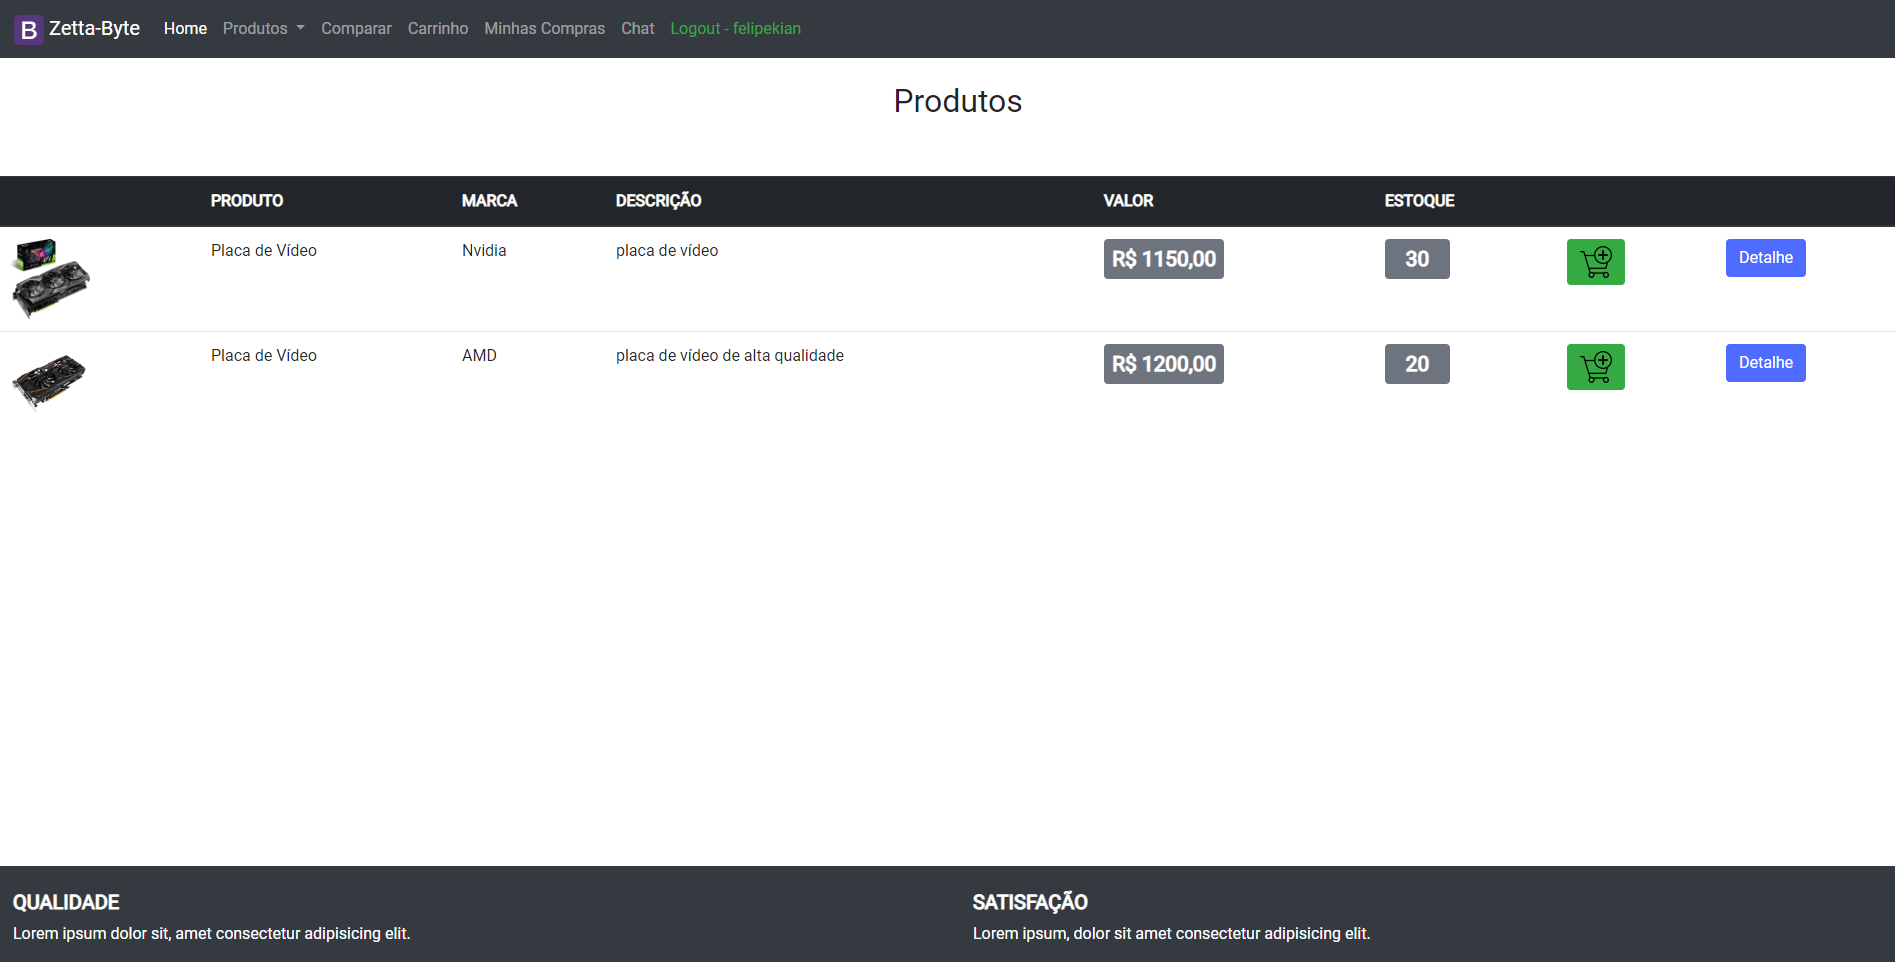 B Zetta-Byte Home Produtos Comparar Carrinho Minhas Compras Chat Logout - felipekian
Produtos
PRODUTO MARCA DESCRIÇÃO VALOR ESTOQUE
Placa de Vídeo Nvidia placa de vídeo R$ 1150,00 30 Detalhe
Placa de Vídeo AMD placa de vídeo de alta qualidade R$ 1200,00 20 Detalhe
QUALIDADE
Lorem ipsum dolor sit, amet consectetur adipisicing elit.
SATISFAÇÃO
Lorem ipsum, dolor sit amet consectetur adipisicing elit.